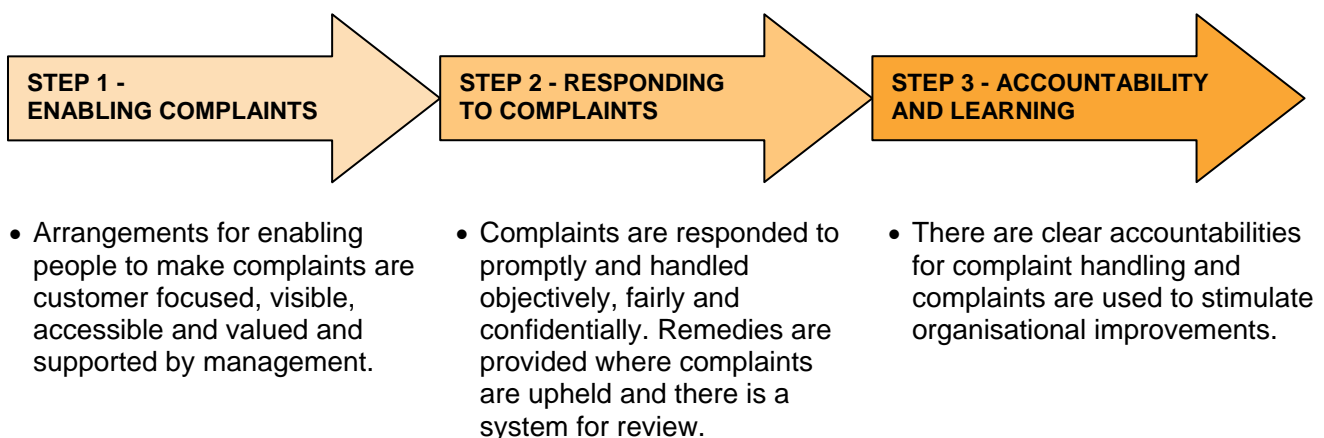 STEP 1 -
ENABLING COMPLAINTS
STEP 2 - RESPONDING
TO COMPLAINTS
STEP 3 - ACCOUNTABILITY
AND LEARNING
• Arrangements for enabling
people to make complaints are
customer focused, visible,
accessible and valued and
supported by management.
• Complaints are responded to
promptly and handled
objectively, fairly and
confidentially. Remedies are
provided where complaints
are upheld and there is a
system for review.
• There are clear accountabilities
for complaint handling and
complaints are used to stimulate
organisational improvements.